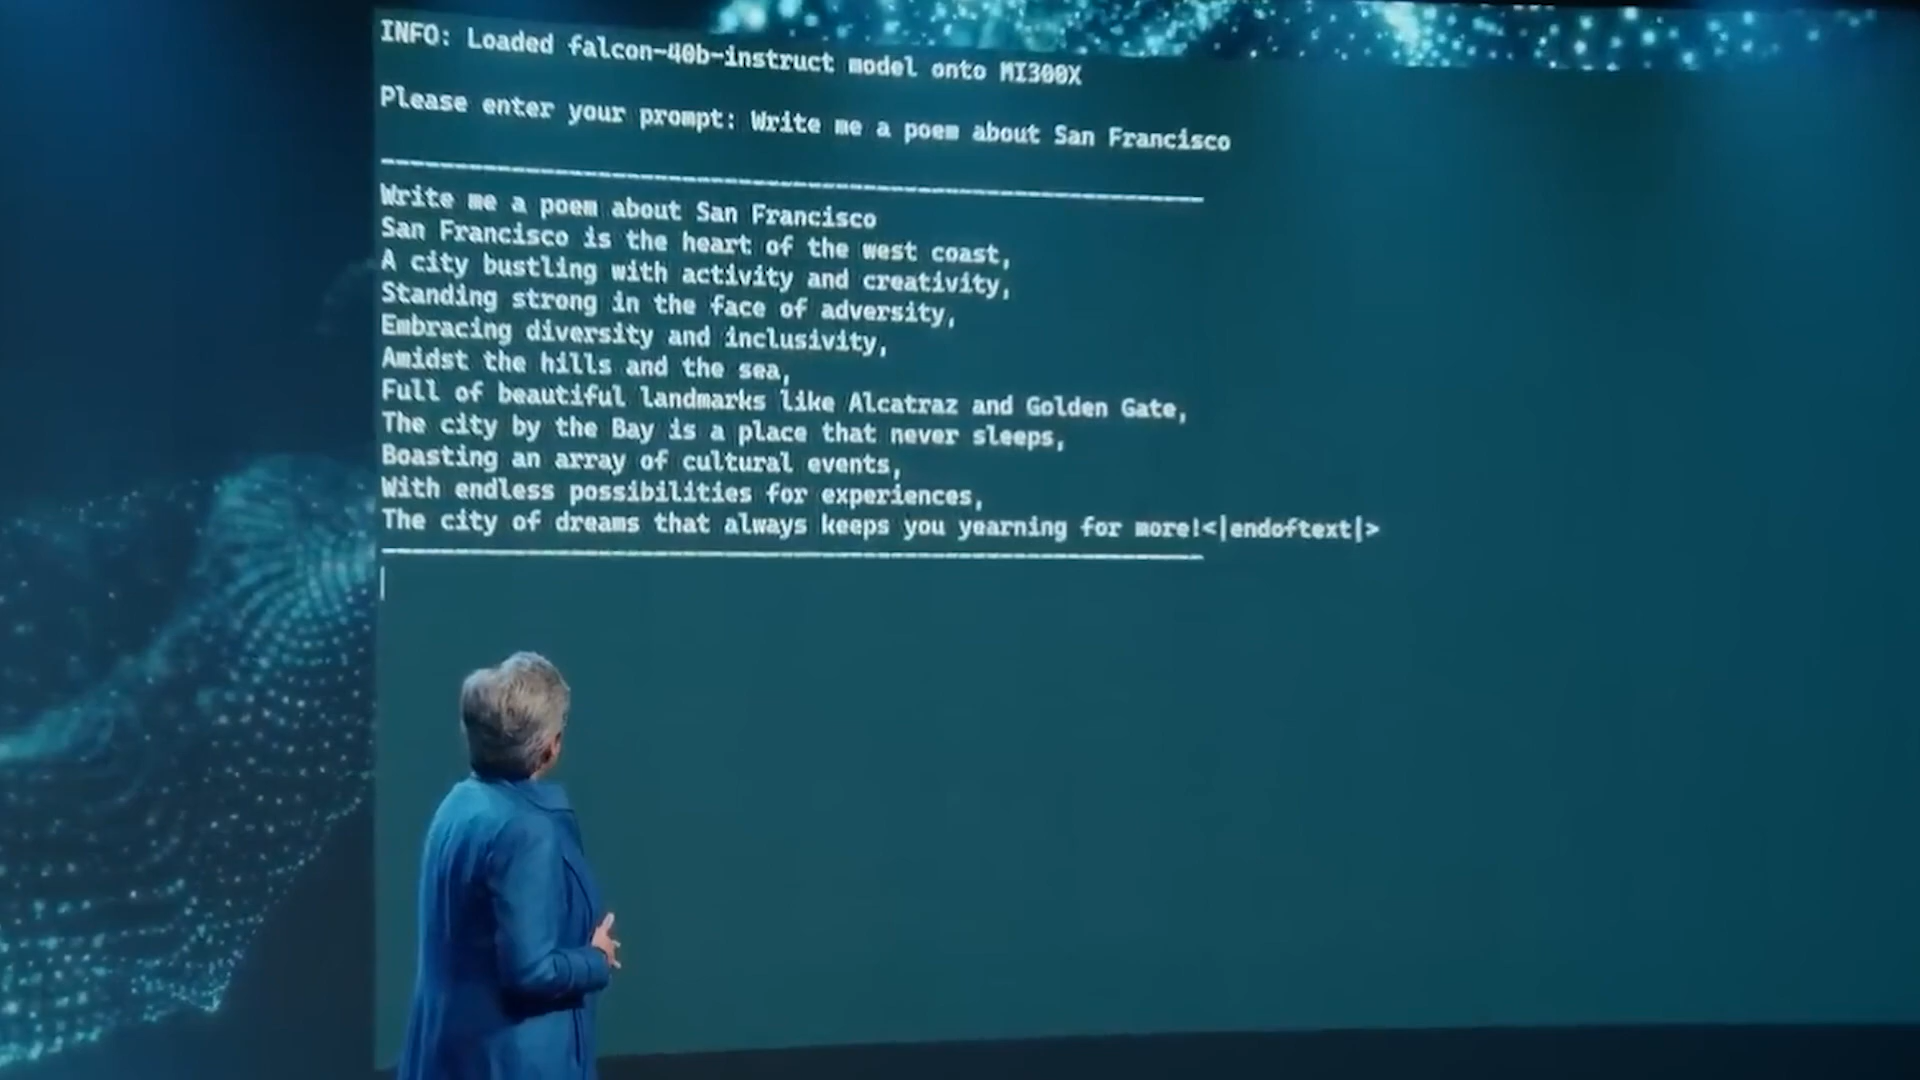 INFO: Loaded falcon-40b-instruct model onto MI300X
Please enter your prompt: Write me a poem about San Francisco
Write me a poem about San Francisco
San Francisco is the heart of the west coast,
A city bustling with activity and creativity,
Standing strong in the face of adversity,
Embracing diversity and inclusivity,
Amidst the hills and the sea,
Full of beautiful landmarks like Alcatraz and Golden Gate,
The city by the Bay is a place that never sleeps,
Boasting an array of cultural events,
With endless possibilities for experiences,
The city of dreams that always keeps you yearning for more!<|endoftext|>